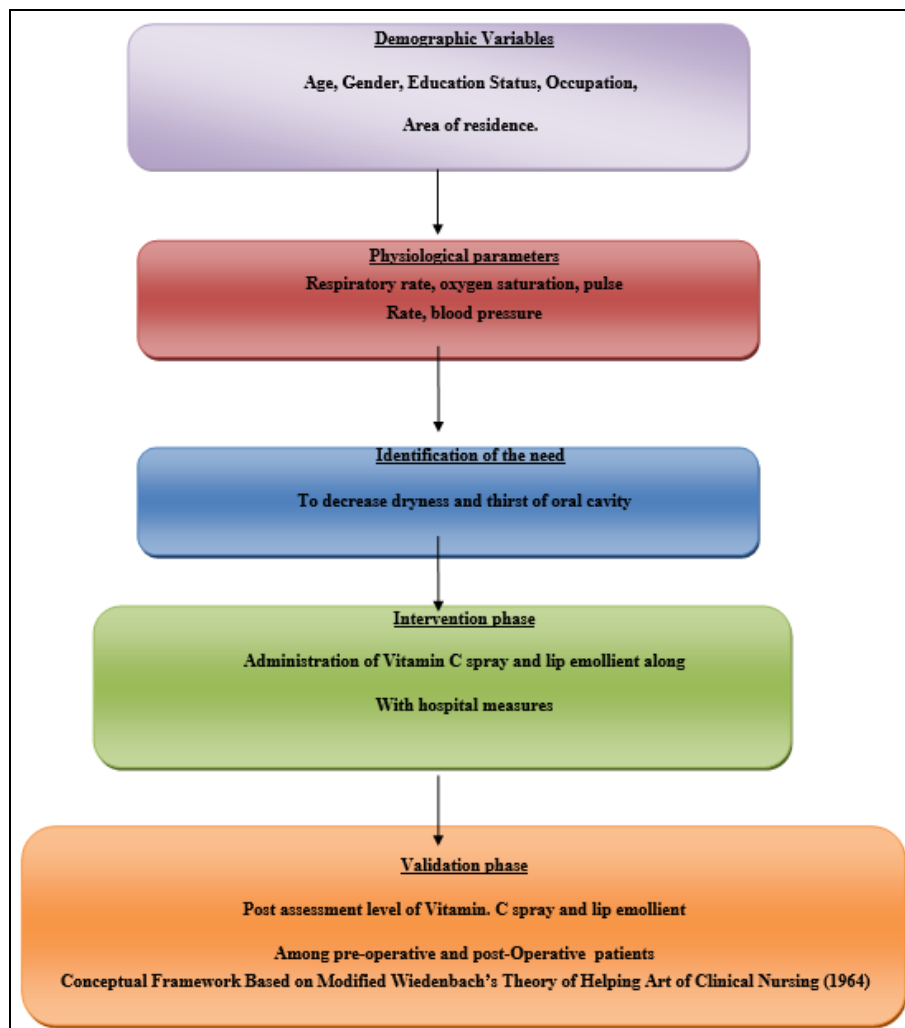 Demographic Variables
Age, Gender, Education Status, Occupation,
Area of residence.
Physiological parameters
Respiratory rate, oxygen saturation, pulse
Rate, blood pressure
Identification of the need
To decrease dryness and thirst of oral cavity
Intervention phase
Administration of Vitamin C spray and lip emollient along
With hospital measures
Validation phase
Post assessment level of Vitamin. C spray and lip emollient
Among pre-operative and post-Operative patients
Conceptual Framework Based on Modified Wiedenbach's Theory of Helping Art of Clinical Nursing (1964)